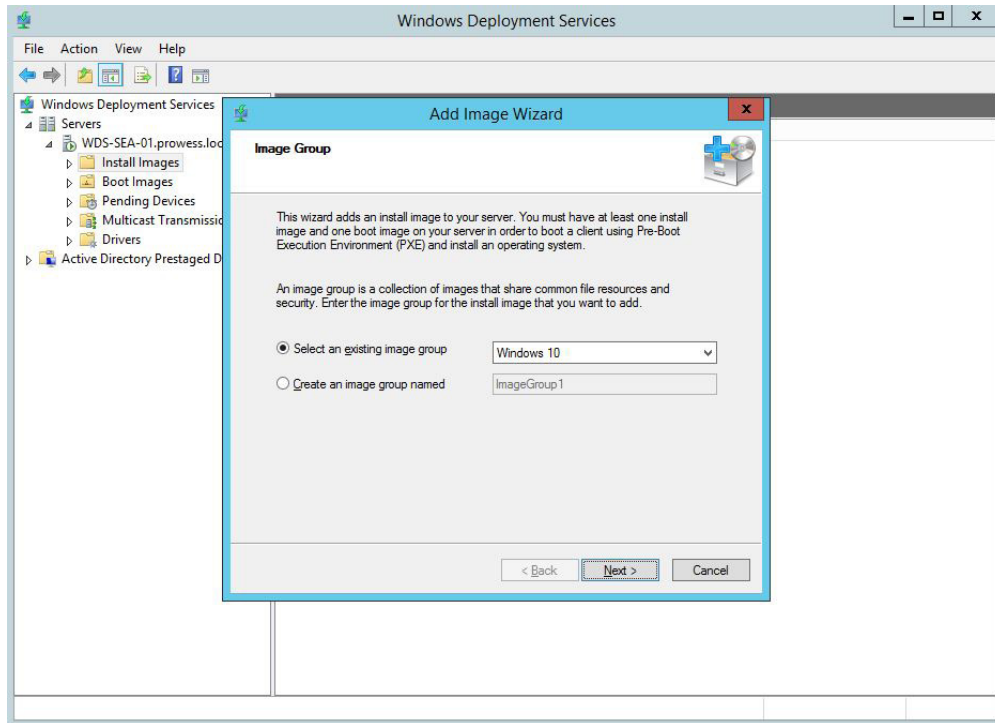 Windows Deployment Services
File Action View Help
Windows Deployment Services
Servers
WDS-SEA-01.prowess.loc
Install Images
Boot Images
Pending Devices
Multicast Transmissio
Drivers
Active Directory Prestaged D
Add Image Wizard
Image Group
This wizard adds an install image to your server. You must have at least one install
image and one boot image on your server in order to boot a client using Pre-Boot
Execution Environment (PXE) and install an operating system.
An image group is a collection of images that share common file resources and
security. Enter the image group for the install image that you want to add.
Select an existing image group
Windows 10
Create an image group named
ImageGroup1
< Back Next > Cancel